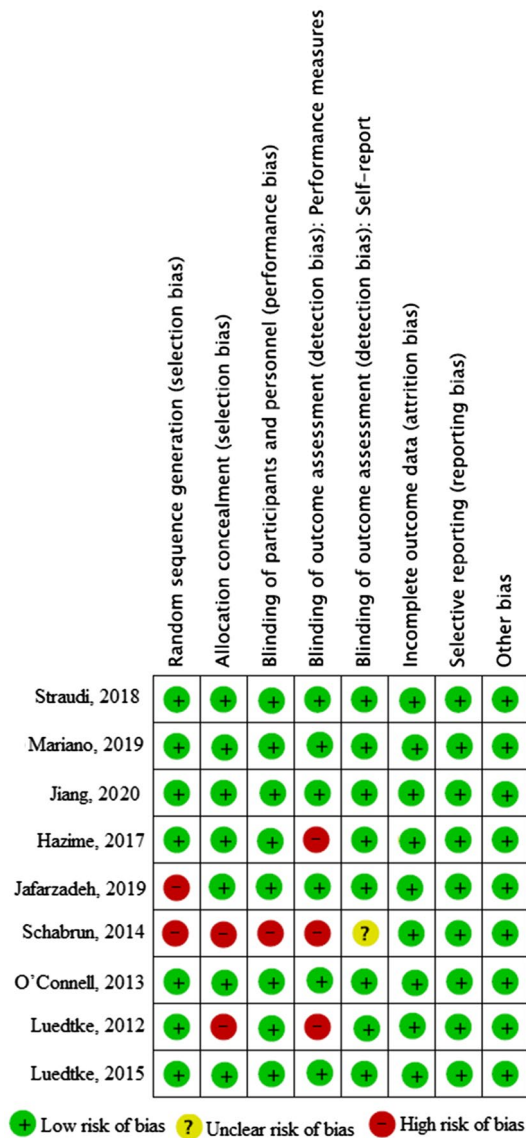 Random sequence generation (selection bias)
Allocation concealment (selection bias)
Blinding of participants and personnel (performance bias)
Blinding of outcome assessment (detection bias): Performance measures
Blinding of outcome assessment (detection bias): Self-report
Incomplete outcome data (attrition bias)
Selective reporting (reporting bias)
Other bias
Straudi, 2018 + + + + + + + +
Mariano, 2019 + + + + + + + +
Jiang, 2020 + + + + + + + +
Hazime, 2017 + + + - + + + +
Jafarzadeh, 2019 - + + + + + + +
Schabrun, 2014 - - - - ? + + +
O'Connell, 2013 + + + + + + + +
Luedtke, 2012 + - + - + + + +
Luedtke, 2015 + + + + + + + +
+ Low risk of bias ? Unclear risk of bias - High risk of bias